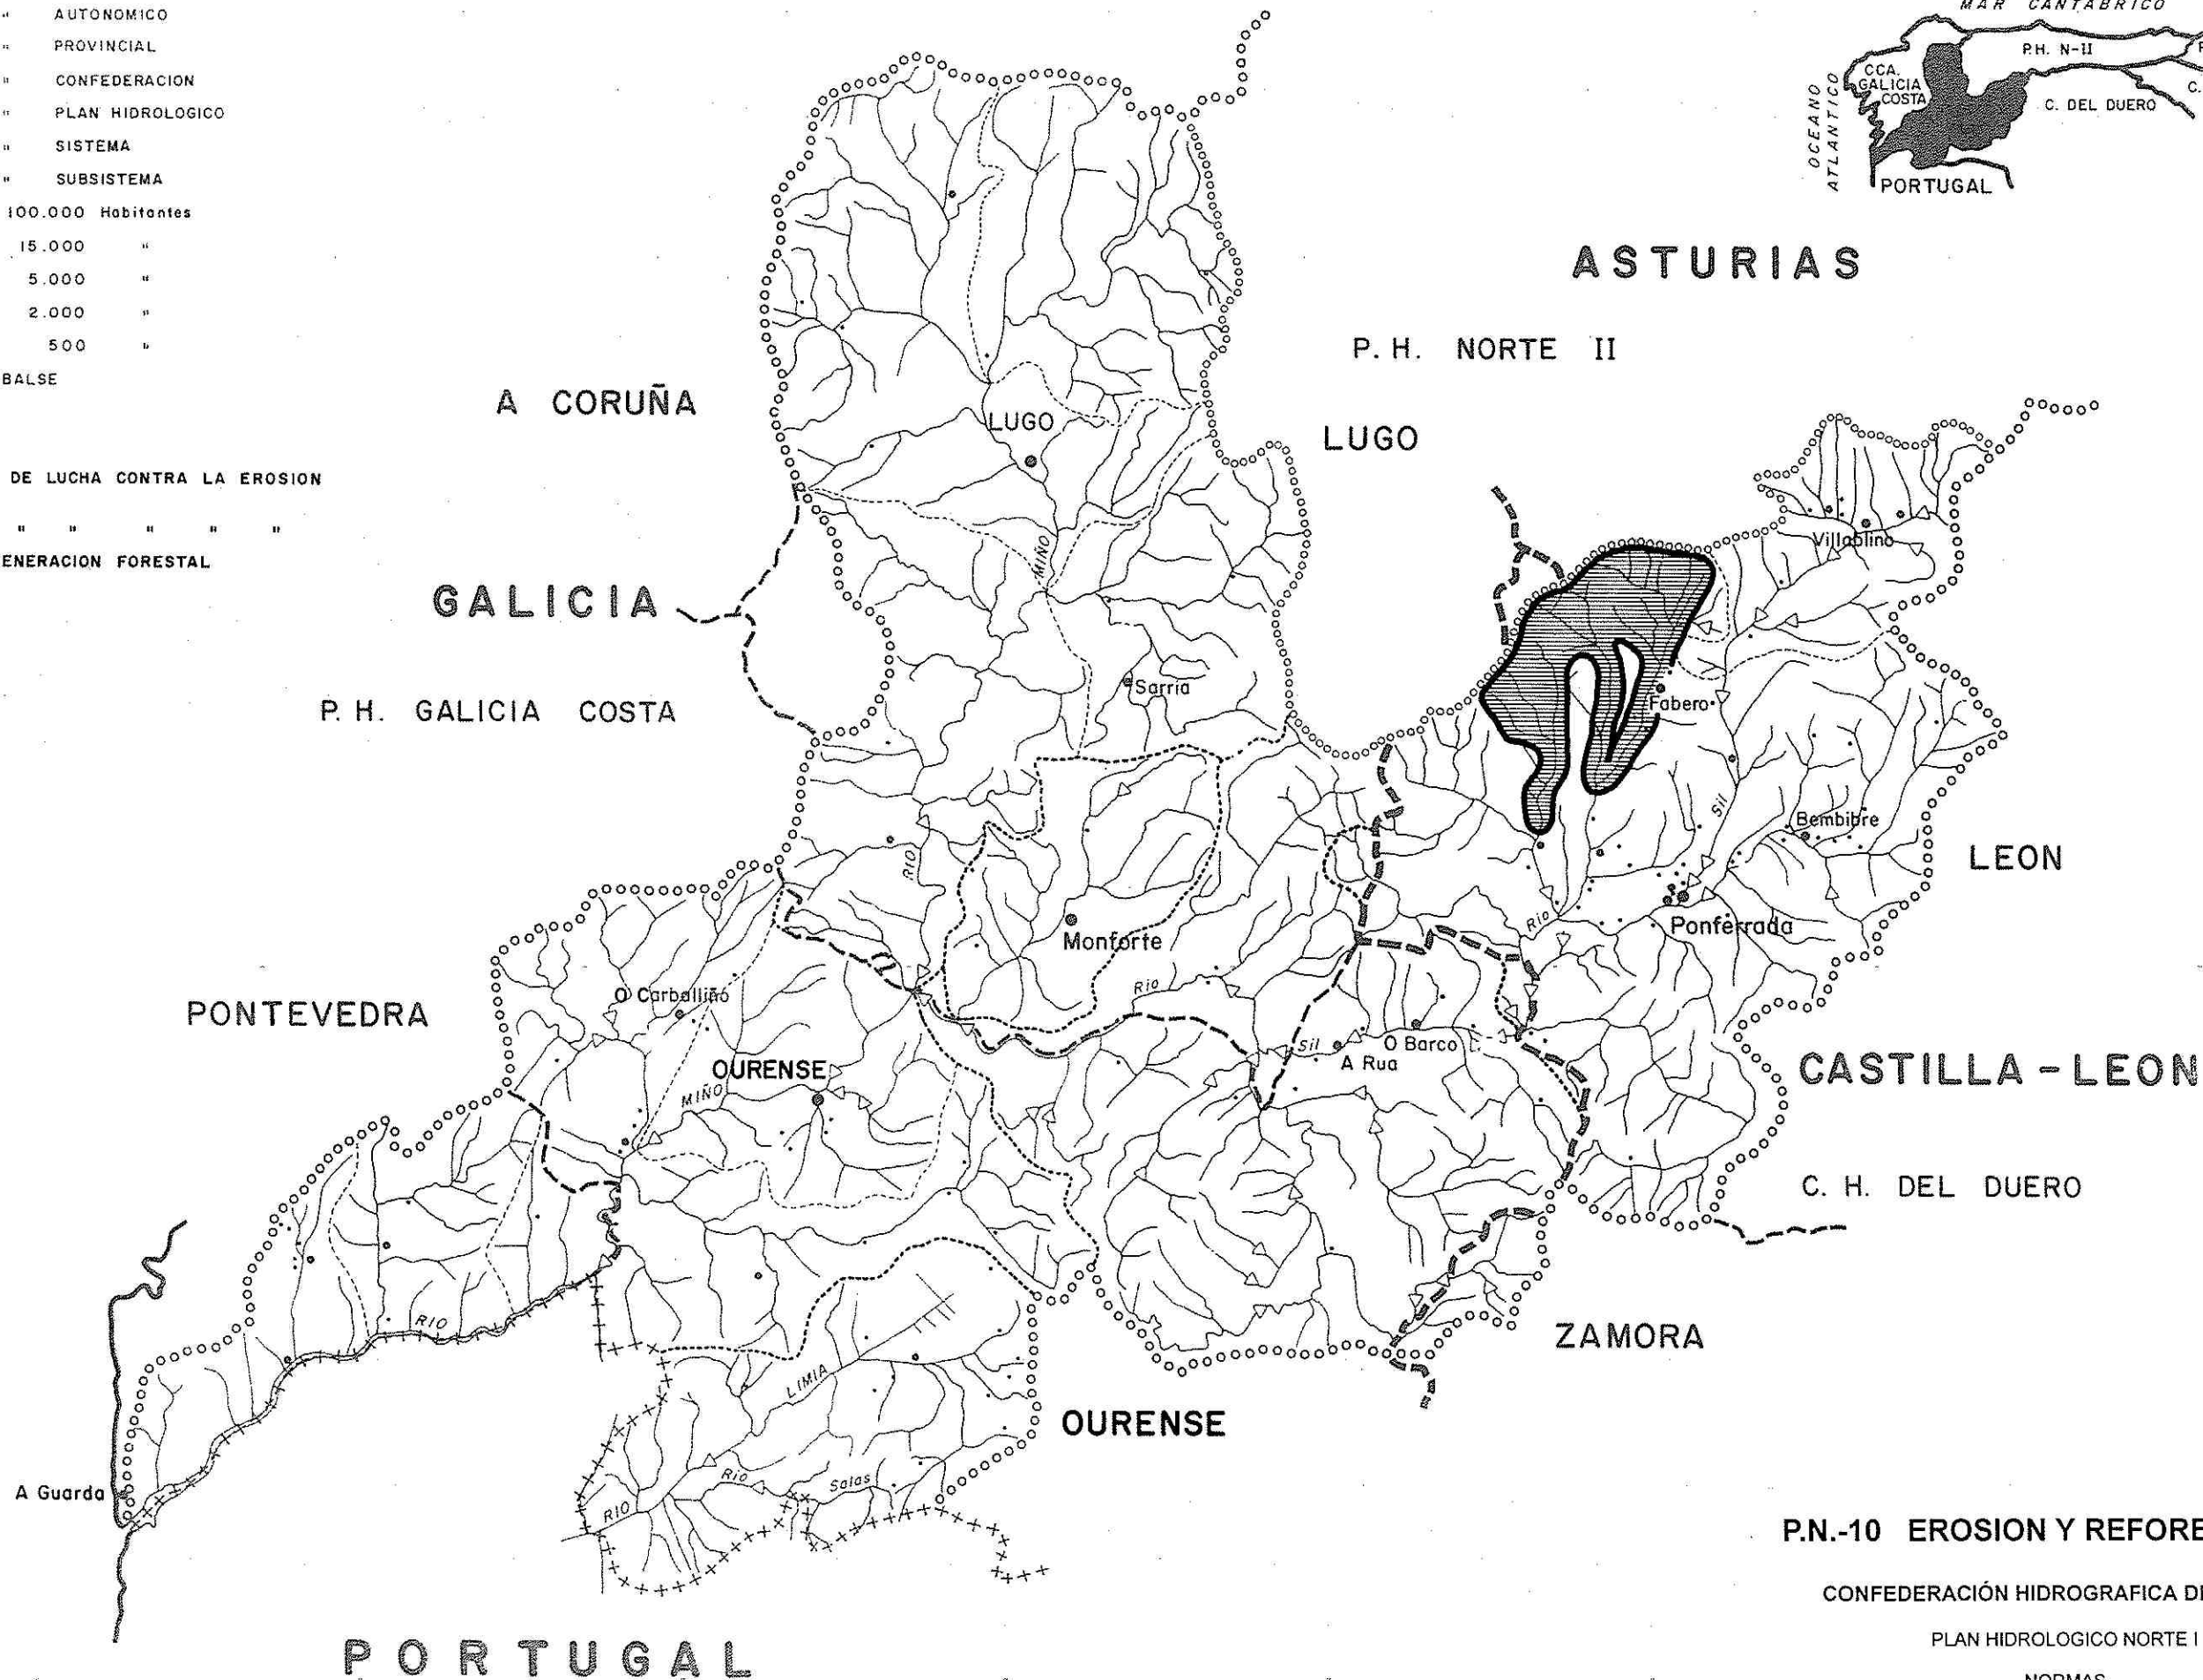 " AUTONOMICO
" PROVINCIAL
" CONFEDERACION
" PLAN HIDROLOGICO
" SISTEMA
" SUBSISTEMA
100.000 Habitantes
15.000 "
5.000 "
2.000 "
500 "
BALSE
DE LUCHA CONTRA LA EROSION
" " " " "
ENERACION FORESTAL
MAR CANTABRICO
P.H. N-II
CCA.
GALICIA
COSTA
C.
C. DEL DUERO
OCEANO
ATLANTICO
PORTUGAL
ASTURIAS
P. H. NORTE II
A CORUÑA
LUGO
LUGO
Villablino
MIÑO
GALICIA
Sarria
Fabero
P. H. GALICIA COSTA
Sil
Bembibre
RIO
LEON
Monforte
Rio
Ponferrada
Rio
O Carballiño
PONTEVEDRA
Sil
O Barco
A Rua
OURENSE
MIÑO
CASTILLA-LEON
C. H. DEL DUERO
RIO
ZAMORA
LIMIA
OURENSE
Rio
Salas
RIO
A Guarda
P.N.-10 EROSION Y REFORE
CONFEDERACIÓN HIDROGRAFICA DE
PLAN HIDROLOGICO NORTE I
NORMAS
PORTUGAL